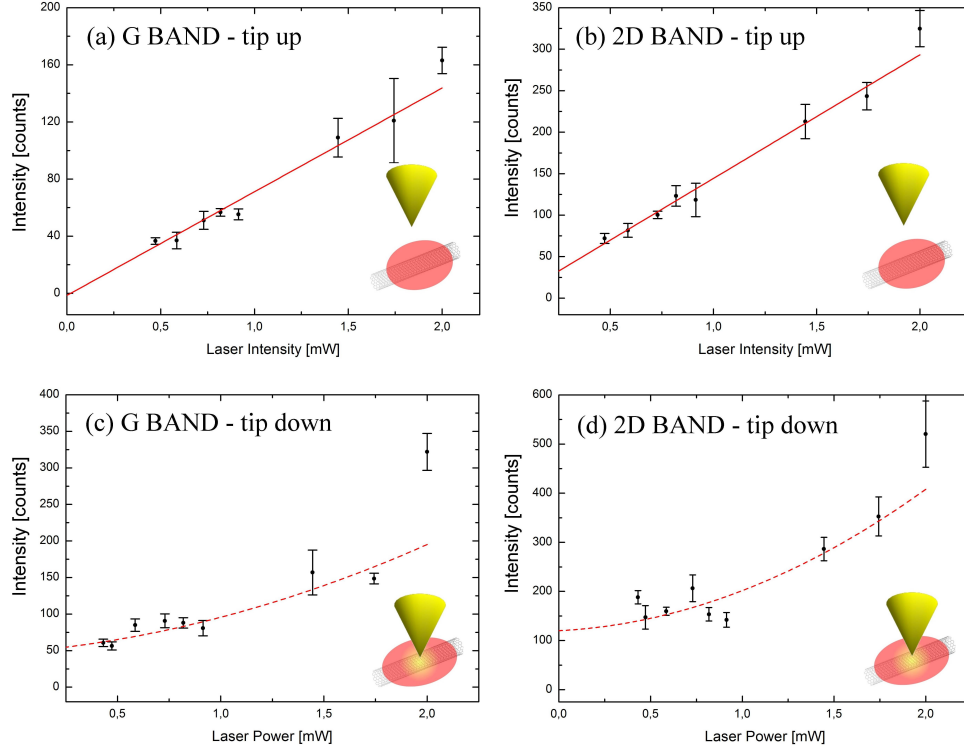 (a) G BAND - tip up
Intensity [counts]
200
160
120
80
40
0
0,0 0,5 1,0 1,5 2,0
Laser Intensity [mW]
(b) 2D BAND - tip up
Intensity [counts]
350
300
250
200
150
100
50
0
0,5 1,0 1,5 2,0
Laser Intensity [mW]
(c) G BAND - tip down
Intensity [counts]
400
350
300
250
200
150
100
50
0
0,5 1,0 1,5 2,0
Laser Power [mW]
(d) 2D BAND - tip down
Intensity [counts]
600
500
400
300
200
100
0
0,0 0,5 1,0 1,5 2,0
Laser Power [mW]